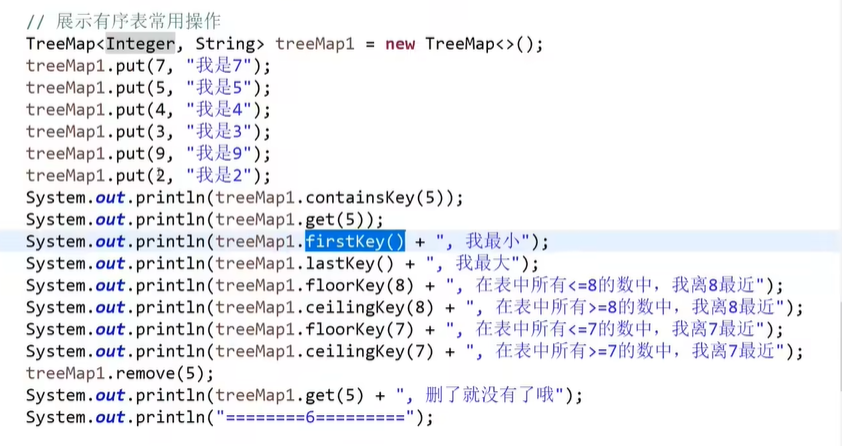 // 展示有序表常用操作
TreeMap<Integer, String> treeMap1 = new TreeMap<>();
treeMap1.put(7, "我是7");
treeMap1.put(5, "我是5");
treeMap1.put(4, "我是4");
treeMap1.put(3, "我是3");
treeMap1.put(9, "我是9");
treeMap1.put(2, "我是2");
System.out.println(treeMap1.containsKey(5));
System.out.println(treeMap1.get(5));
System.out.println(treeMap1.firstKey() + ", 我最小");
System.out.println(treeMap1.lastKey() + ", 我最大");
System.out.println(treeMap1.floorKey(8) + ", 在表中所有<=8的数中，我离8最近");
System.out.println(treeMap1.ceilingKey(8) + ", 在表中所有>=8的数中，我离8最近");
System.out.println(treeMap1.floorKey(7) + ", 在表中所有<=7的数中，我离7最近");
System.out.println(treeMap1.ceilingKey(7) + ", 在表中所有>=7的数中，我离7最近");
treeMap1.remove(5);
System.out.println(treeMap1.get(5) + ", 删了就没有了哦");
System.out.println("========6=========");